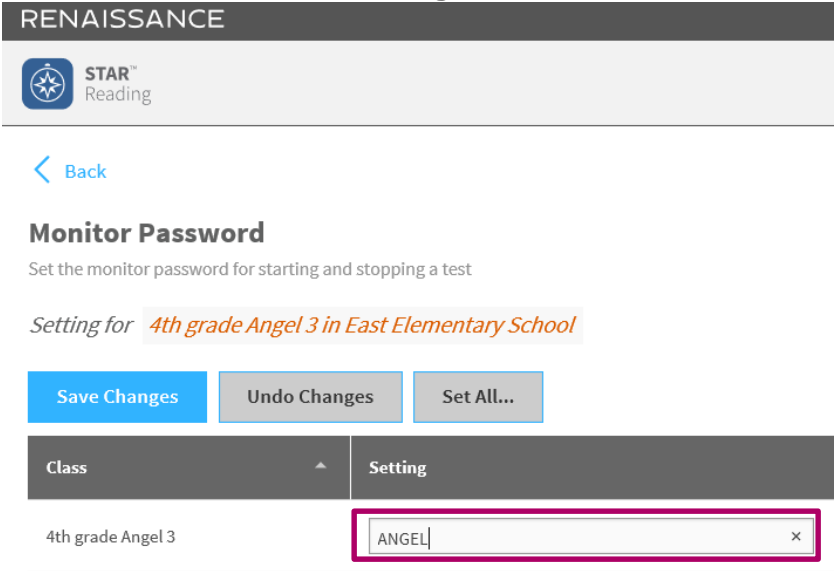 RENAISSANCE
STAR™
Reading
Back
Monitor Password
Set the monitor password for starting and stopping a test
Setting for 4th grade Angel 3 in East Elementary School
Save Changes Undo Changes Set All...
Class Setting
4th grade Angel 3 ANGEL ×